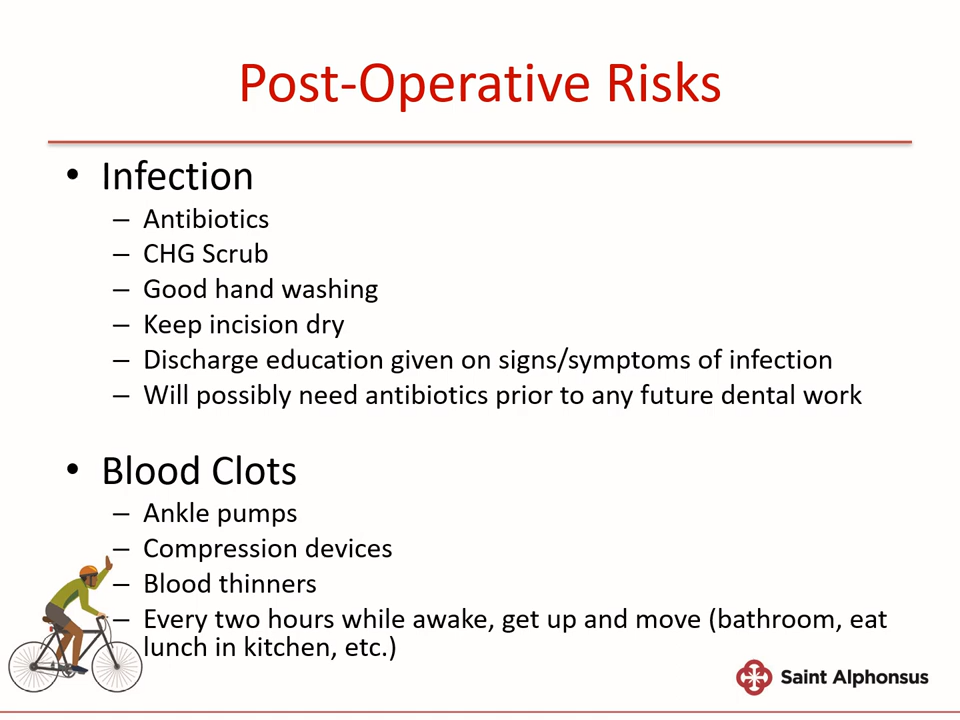 Post-Operative Risks
• Infection
– Antibiotics
– CHG Scrub
– Good hand washing
– Keep incision dry
– Discharge education given on signs/symptoms of infection
– Will possibly need antibiotics prior to any future dental work
• Blood Clots
– Ankle pumps
– Compression devices
– Blood thinners
– Every two hours while awake, get up and move (bathroom, eat
lunch in kitchen, etc.)
Saint Alphonsus